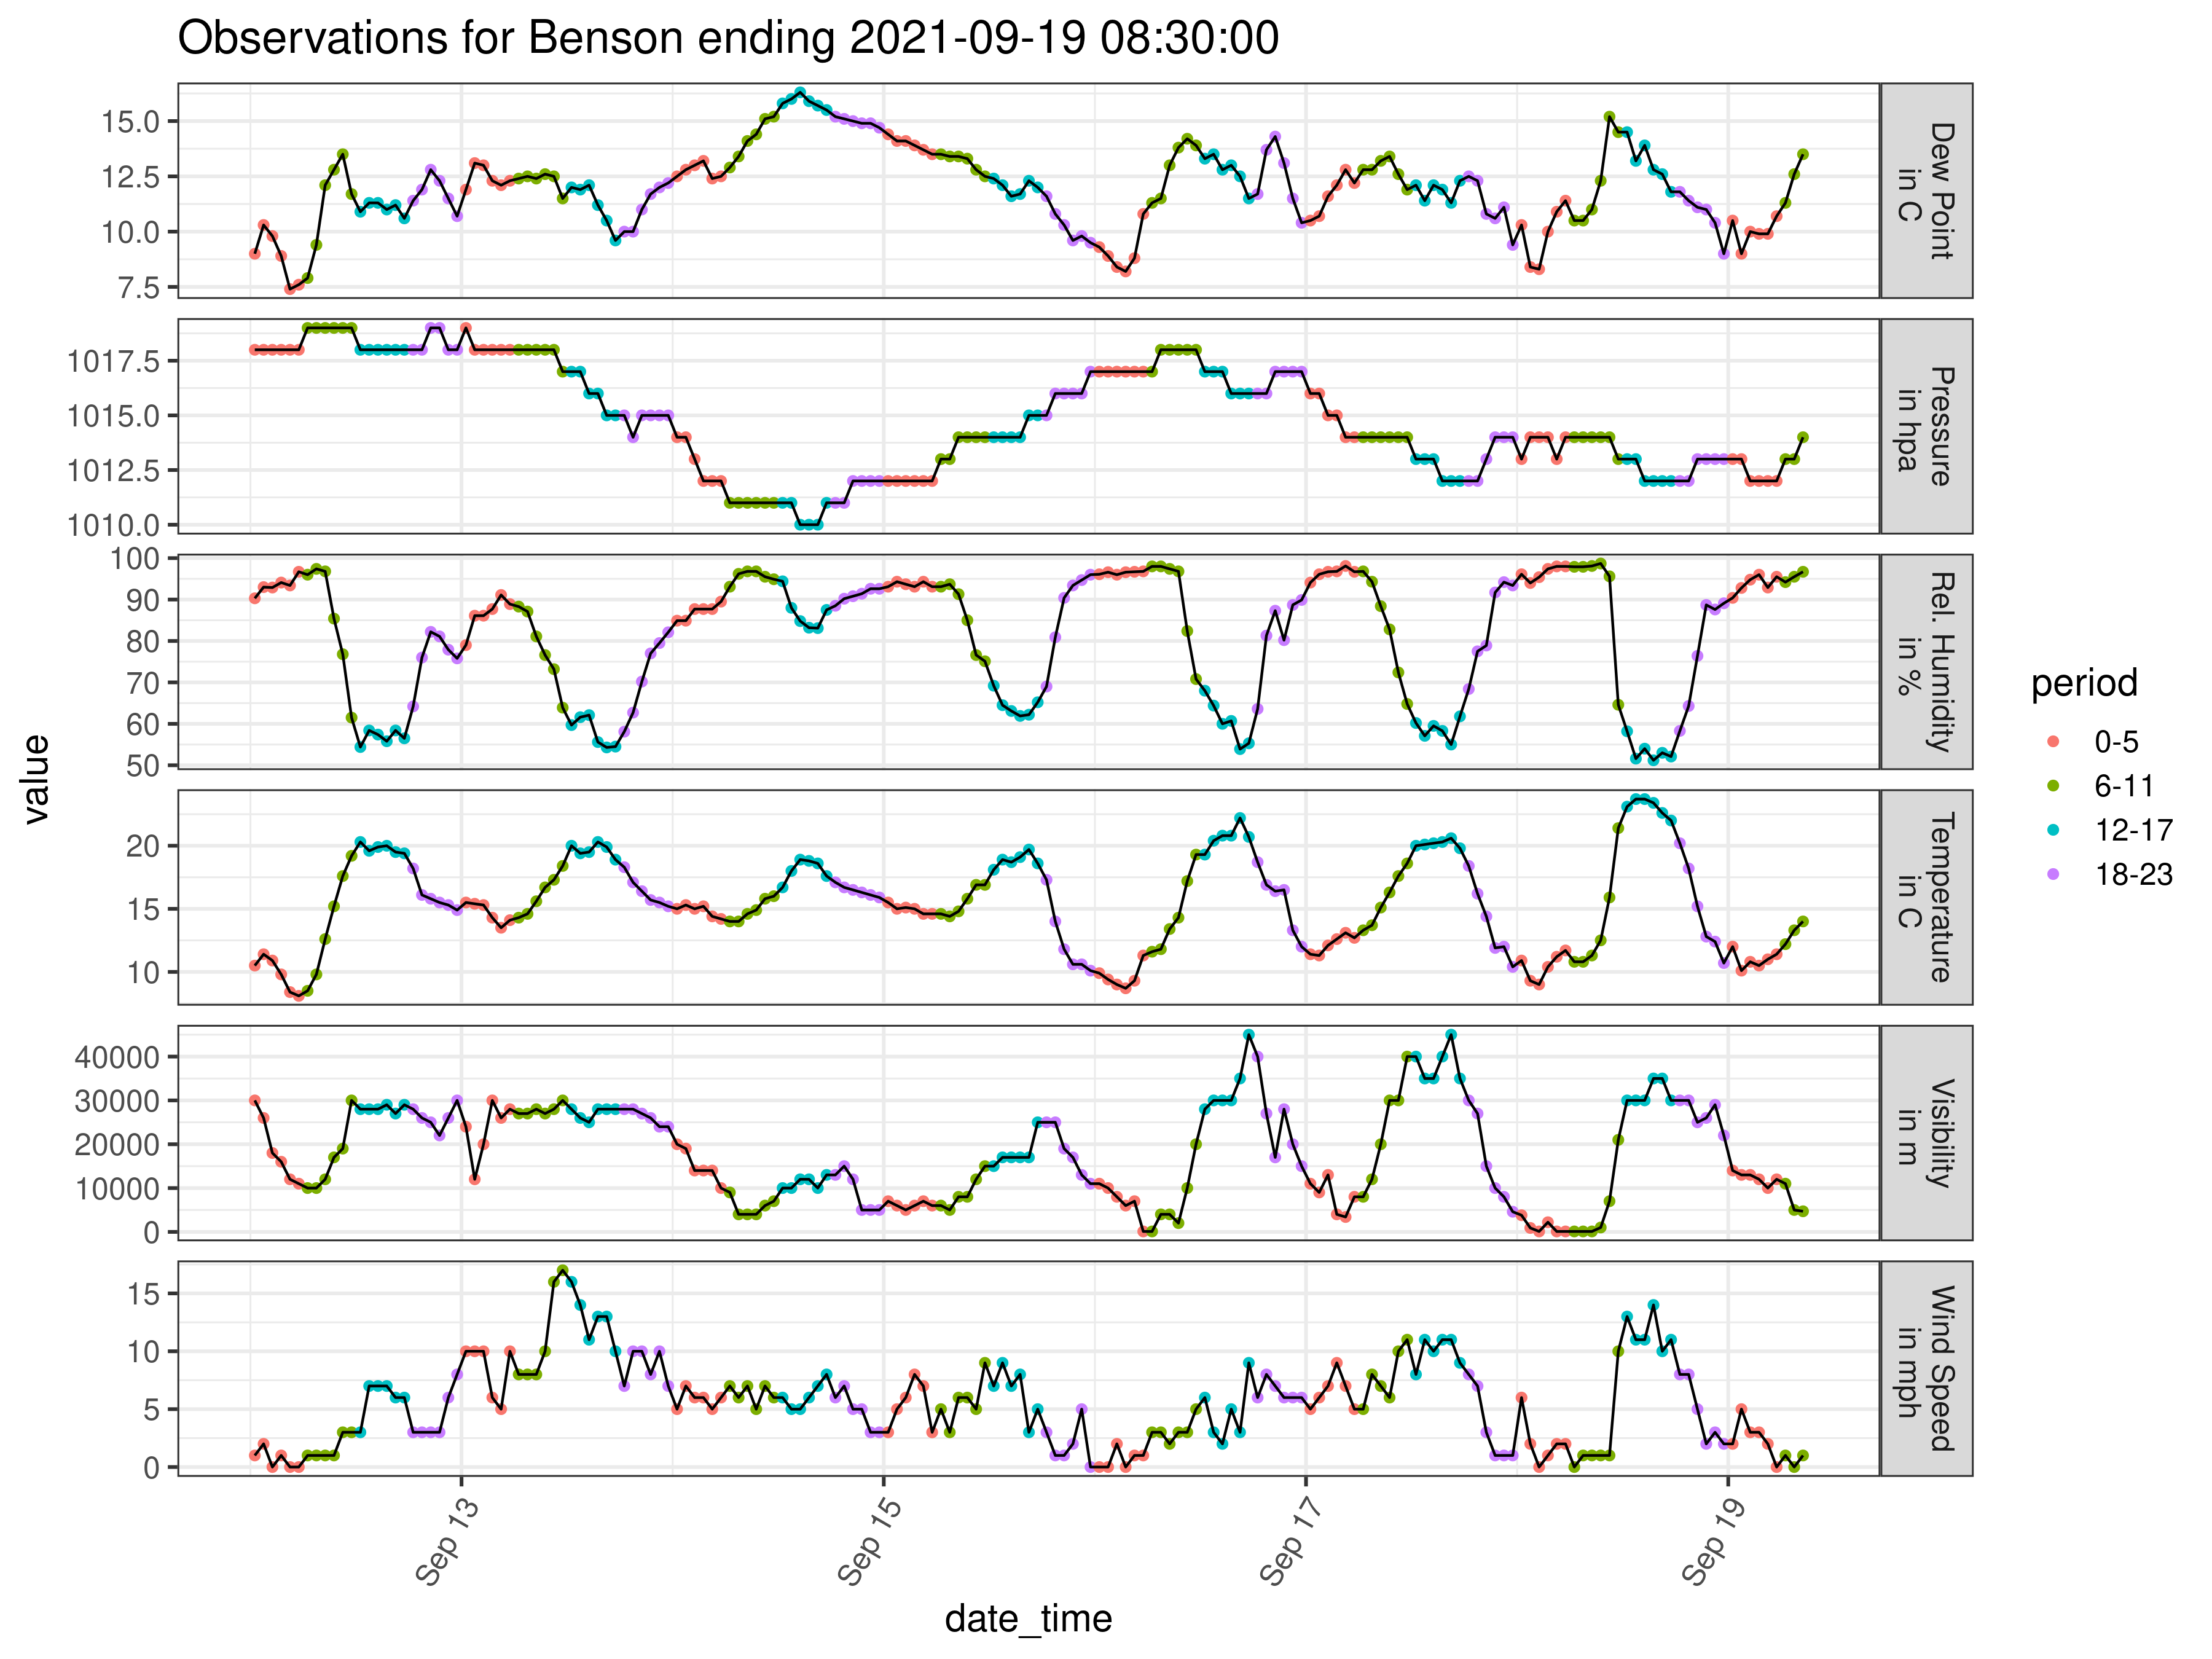 Observations for Benson ending 2021-09-19 08:30:00
15.0
12.5
10.0
7.5
Dew Point
in C
1017.5
1015.0
1012.5
1010.0
Pressure
in hpa
100
90
80
70
60
50
Rel. Humidity
in %
20
15
10
Temperature
in C
40000
30000
20000
10000
0
Visibility
in m
15
10
5
0
Wind Speed
in mph
value
Sep 13
Sep 15
Sep 17
Sep 19
date_time
period
0-5
6-11
12-17
18-23